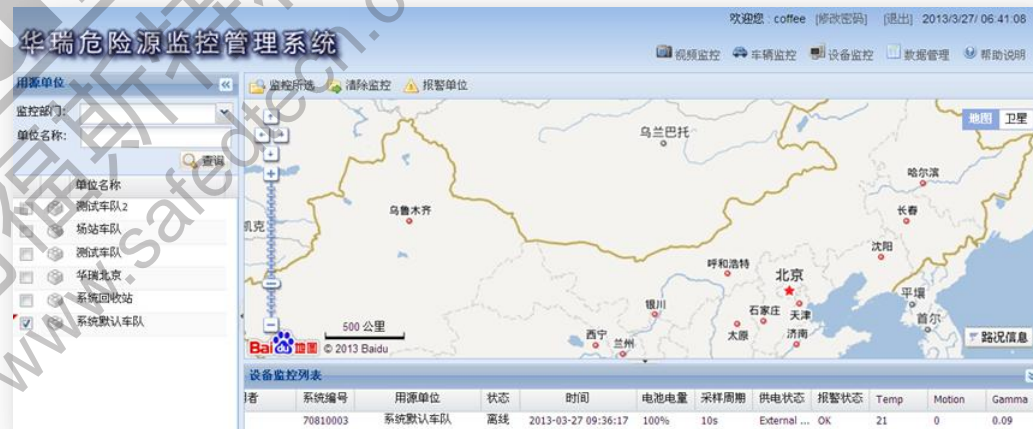 欢迎您 : coffee [修改密码] [退出] 2013/3/27/ 06:41:08
华瑞危险源监控管理系统
视频监控 车辆监控 设备监控 数据管理 帮助说明
用源单位
监控所选 清除监控 报警单位
监控部门:
单位名称:
查询
单位名称
测试车队2
场站车队
测试车队
华瑞北京
系统回收站
系统默认车队
地图 卫星
乌兰巴托
哈尔滨
乌鲁木齐
长春
凯克
沈阳
呼和浩特
北京
平壤
银川
石家庄 天津
首尔
太原 济南
西宁
兰州
500 公里
路况信息
Bai 地图 © 2013 Baidu
设备监控列表
系统编号 用源单位 状态 时间 电池电量 采样周期 供电状态 报警状态 Temp Motion Gamma
70810003 系统默认车队 离线 2013-03-27 09:36:17 100% 10s External ... OK 21 0 0.09